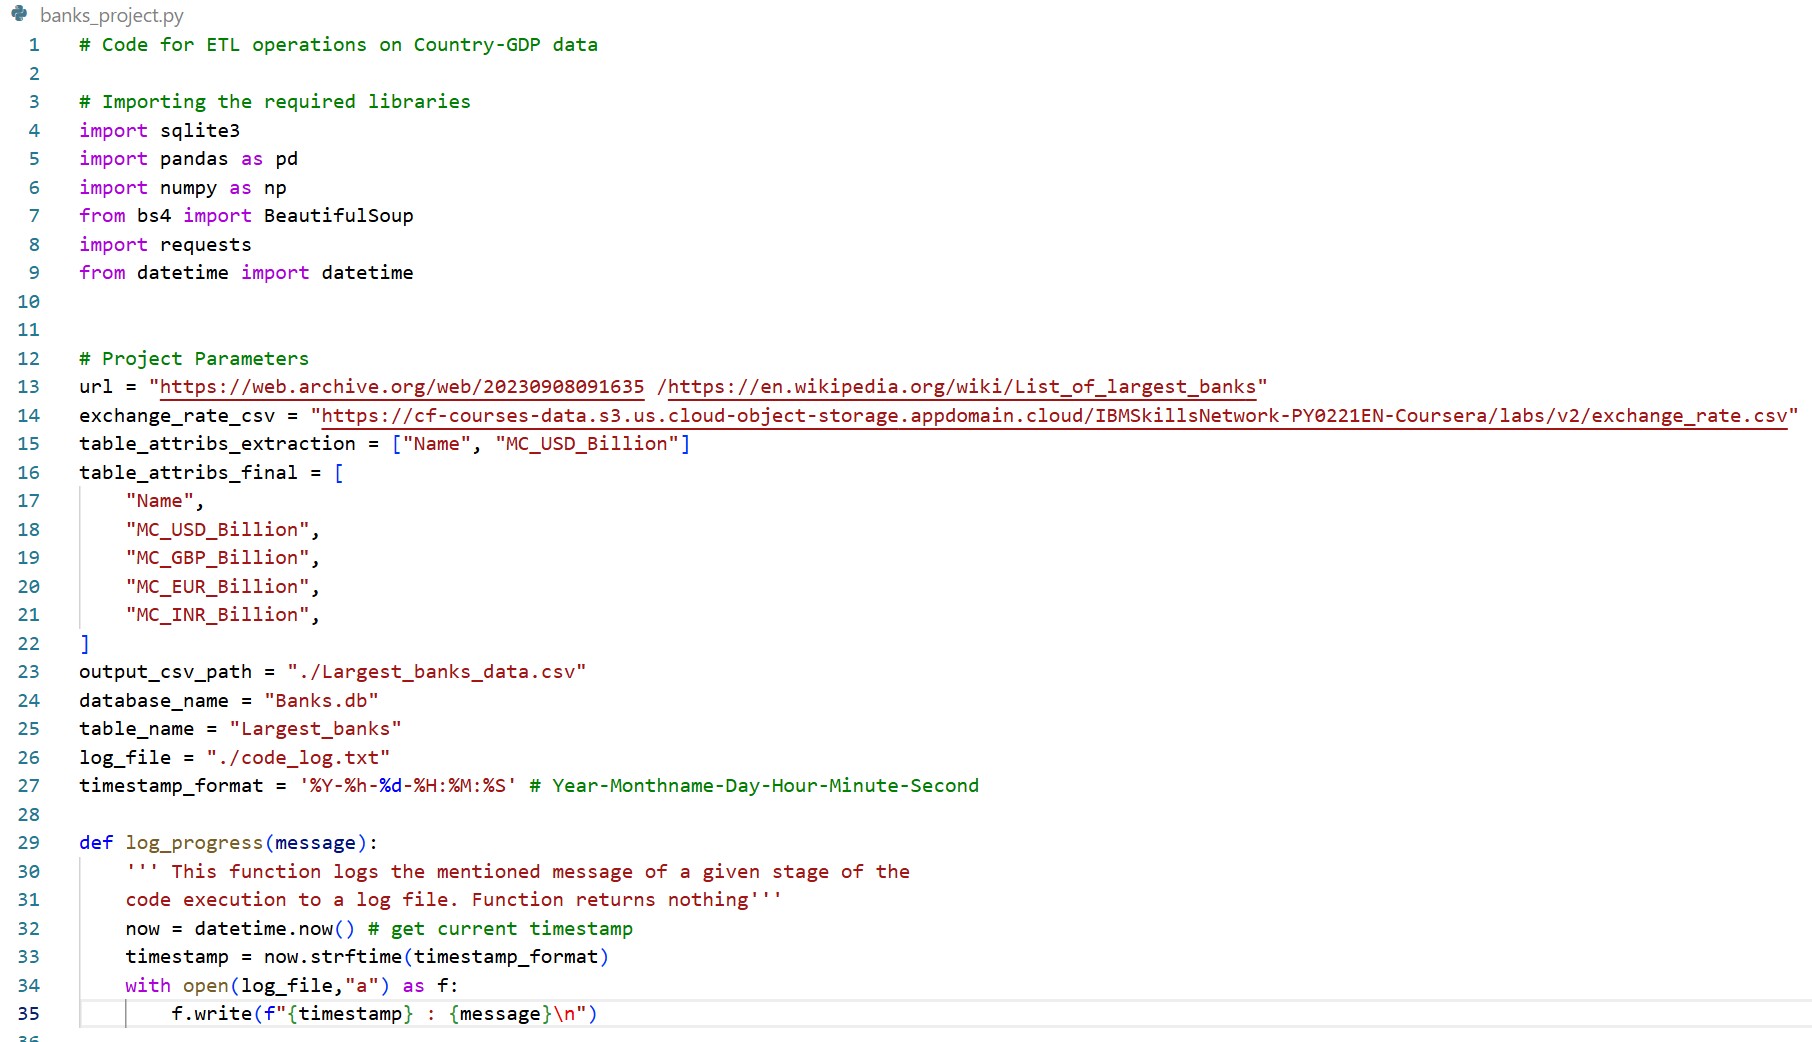 banks_project.py
1 # Code for ETL operations on Country-GDP data
2
3 # Importing the required libraries
4 import sqlite3
5 import pandas as pd
6 import numpy as np
7 from bs4 import BeautifulSoup
8 import requests
9 from datetime import datetime
10
11
12 # Project Parameters
13 url = "https://web.archive.org/web/20230908091635 /https://en.wikipedia.org/wiki/List_of_largest_banks"
14 exchange_rate_csv = "https://cf-courses-data.s3.us.cloud-object-storage.appdomain.cloud/IBMSkillsNetwork-PY0221EN-Coursera/labs/v2/exchange_rate.csv"
15 table_attribs_extraction = ["Name", "MC_USD_Billion"]
16 table_attribs_final = [
17     "Name",
18     "MC_USD_Billion",
19     "MC_GBP_Billion",
20     "MC_EUR_Billion",
21     "MC_INR_Billion",
22 ]
23 output_csv_path = "./Largest_banks_data.csv"
24 database_name = "Banks.db"
25 table_name = "Largest_banks"
26 log_file = "./code_log.txt"
27 timestamp_format = '%Y-%h-%d-%H:%M:%S' # Year-Monthname-Day-Hour-Minute-Second
28
29 def log_progress(message):
30     ''' This function logs the mentioned message of a given stage of the
31     code execution to a log file. Function returns nothing'''
32     now = datetime.now() # get current timestamp
33     timestamp = now.strftime(timestamp_format)
34     with open(log_file,"a") as f:
35         f.write(f"{timestamp} : {message}\n")
36